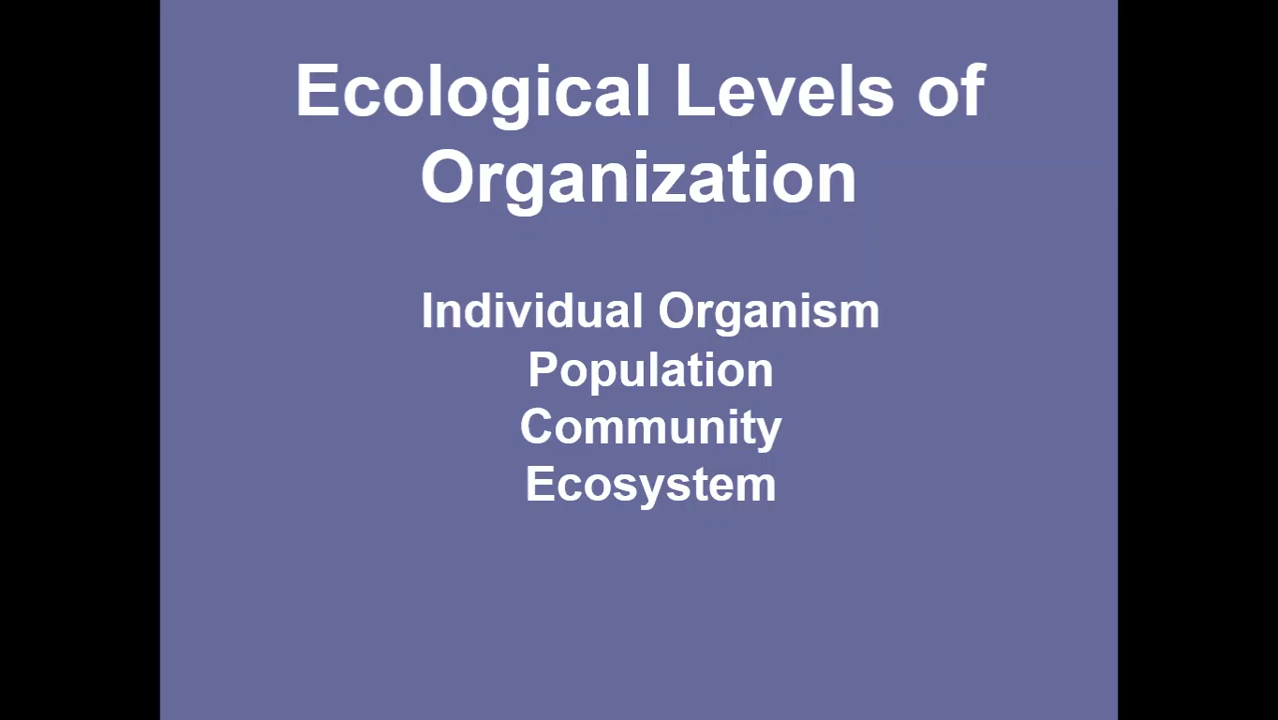 Ecological Levels of
Organization
Individual Organism
Population
Community
Ecosystem